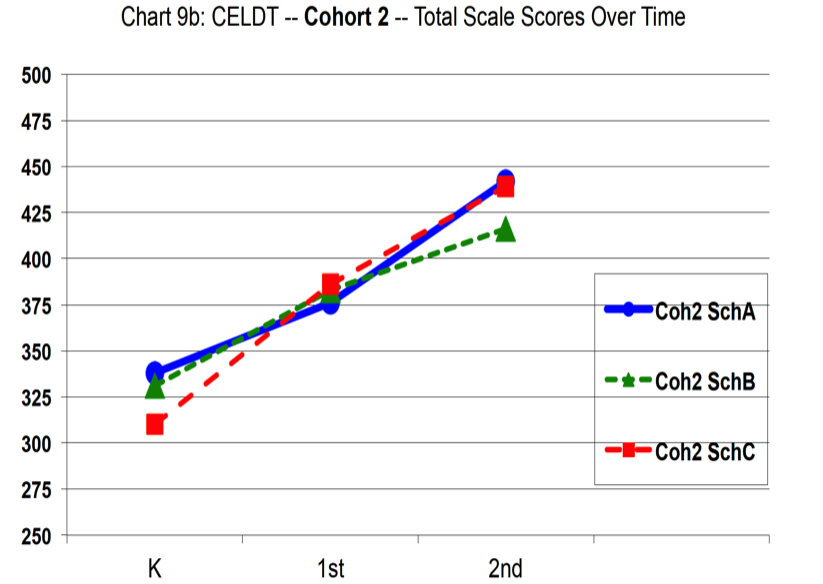 Chart 9b: CELDT -- Cohort 2 -- Total Scale Scores Over Time
500
475
450
425
400
375
350
325
300
275
250
Coh2 SchA
Coh2 SchB
Coh2 SchC
K 1st 2nd